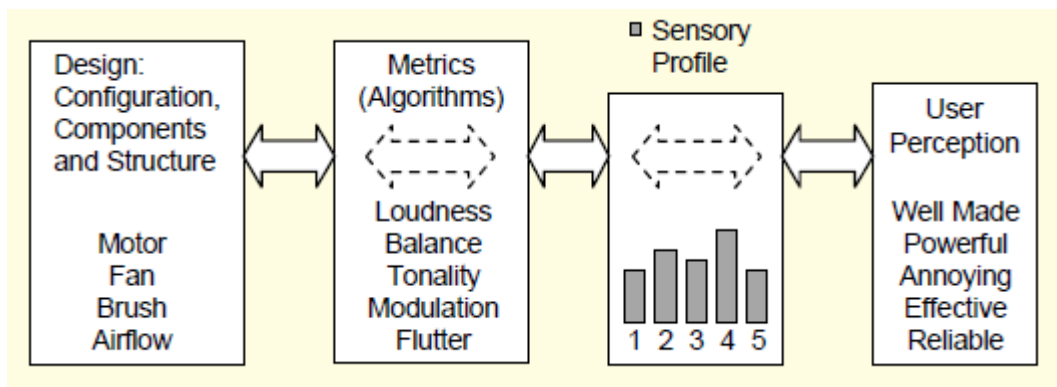 Design:
Configuration,
Components
and Structure
Motor
Fan
Brush
Airflow
Metrics
(Algorithms)
Loudness
Balance
Tonality
Modulation
Flutter
Sensory
Profile
1 2 3 4 5
User
Perception
Well Made
Powerful
Annoying
Effective
Reliable